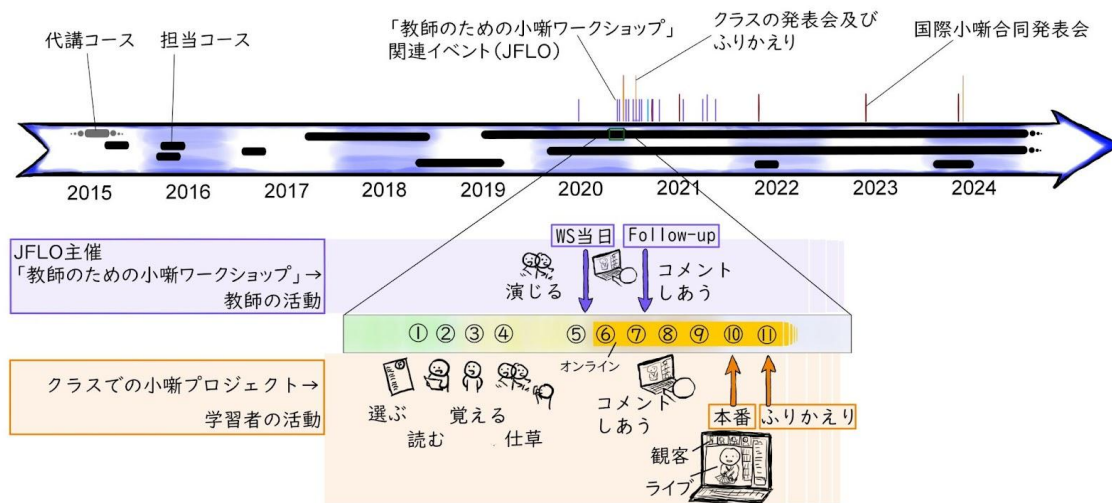 代講コース
担当コース
「教師のための小噺ワークショップ」
関連イベント(JFLO)
クラスの発表会及び
ふりかえり
国際小噺合同発表会
2015
2016
2017
2018
2019
2020
2021
2022
2023
2024
JFLO主催
「教師のための小噺ワークショップ」→
教師の活動
WS当日
Follow-up
演じる
コメント
しあう
① ② ③ ④ ⑤ ⑥ ⑦ ⑧ ⑨ ⑩ ⑪
オンライン
クラスでの小噺プロジェクト→
学習者の活動
選ぶ
読む
覚える
仕草
コメント
しあう
本番
ふりかえり
観客
ライブ